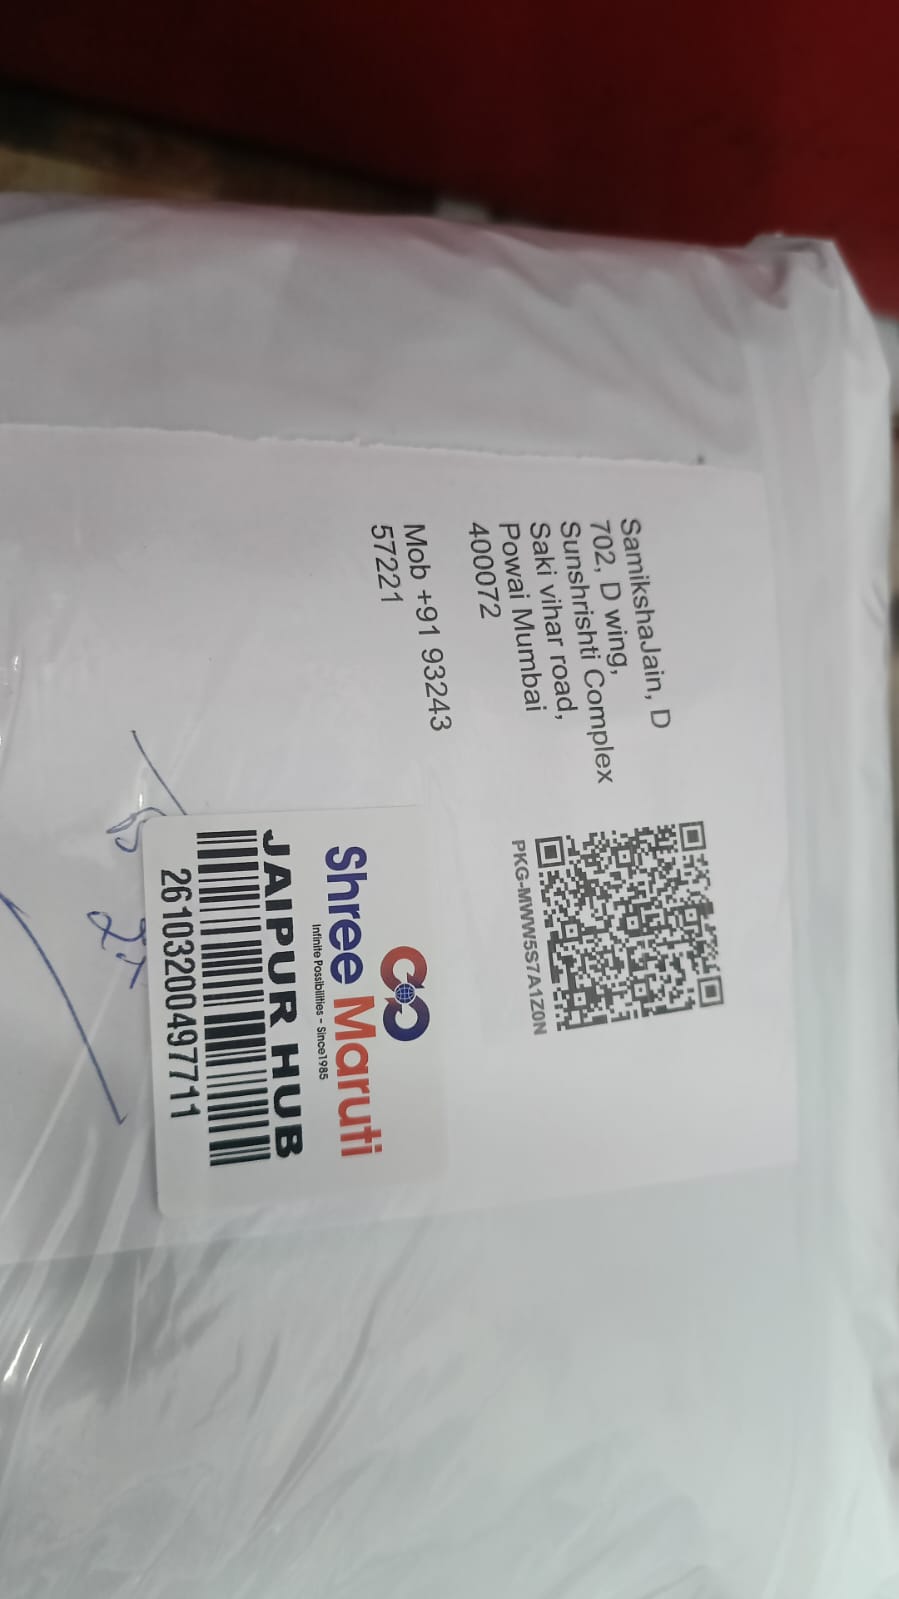 SamikshaJain, D
702, D wing,
Sunshrishti Complex
Saki vihar road,
Powai Mumbai
400072
Mob +91 93243
57221
PKG-MWW5S7A1Z0N
Shree Maruti
Infinite Possibilities - Since1985
JAIPUR HUB
26103200497711